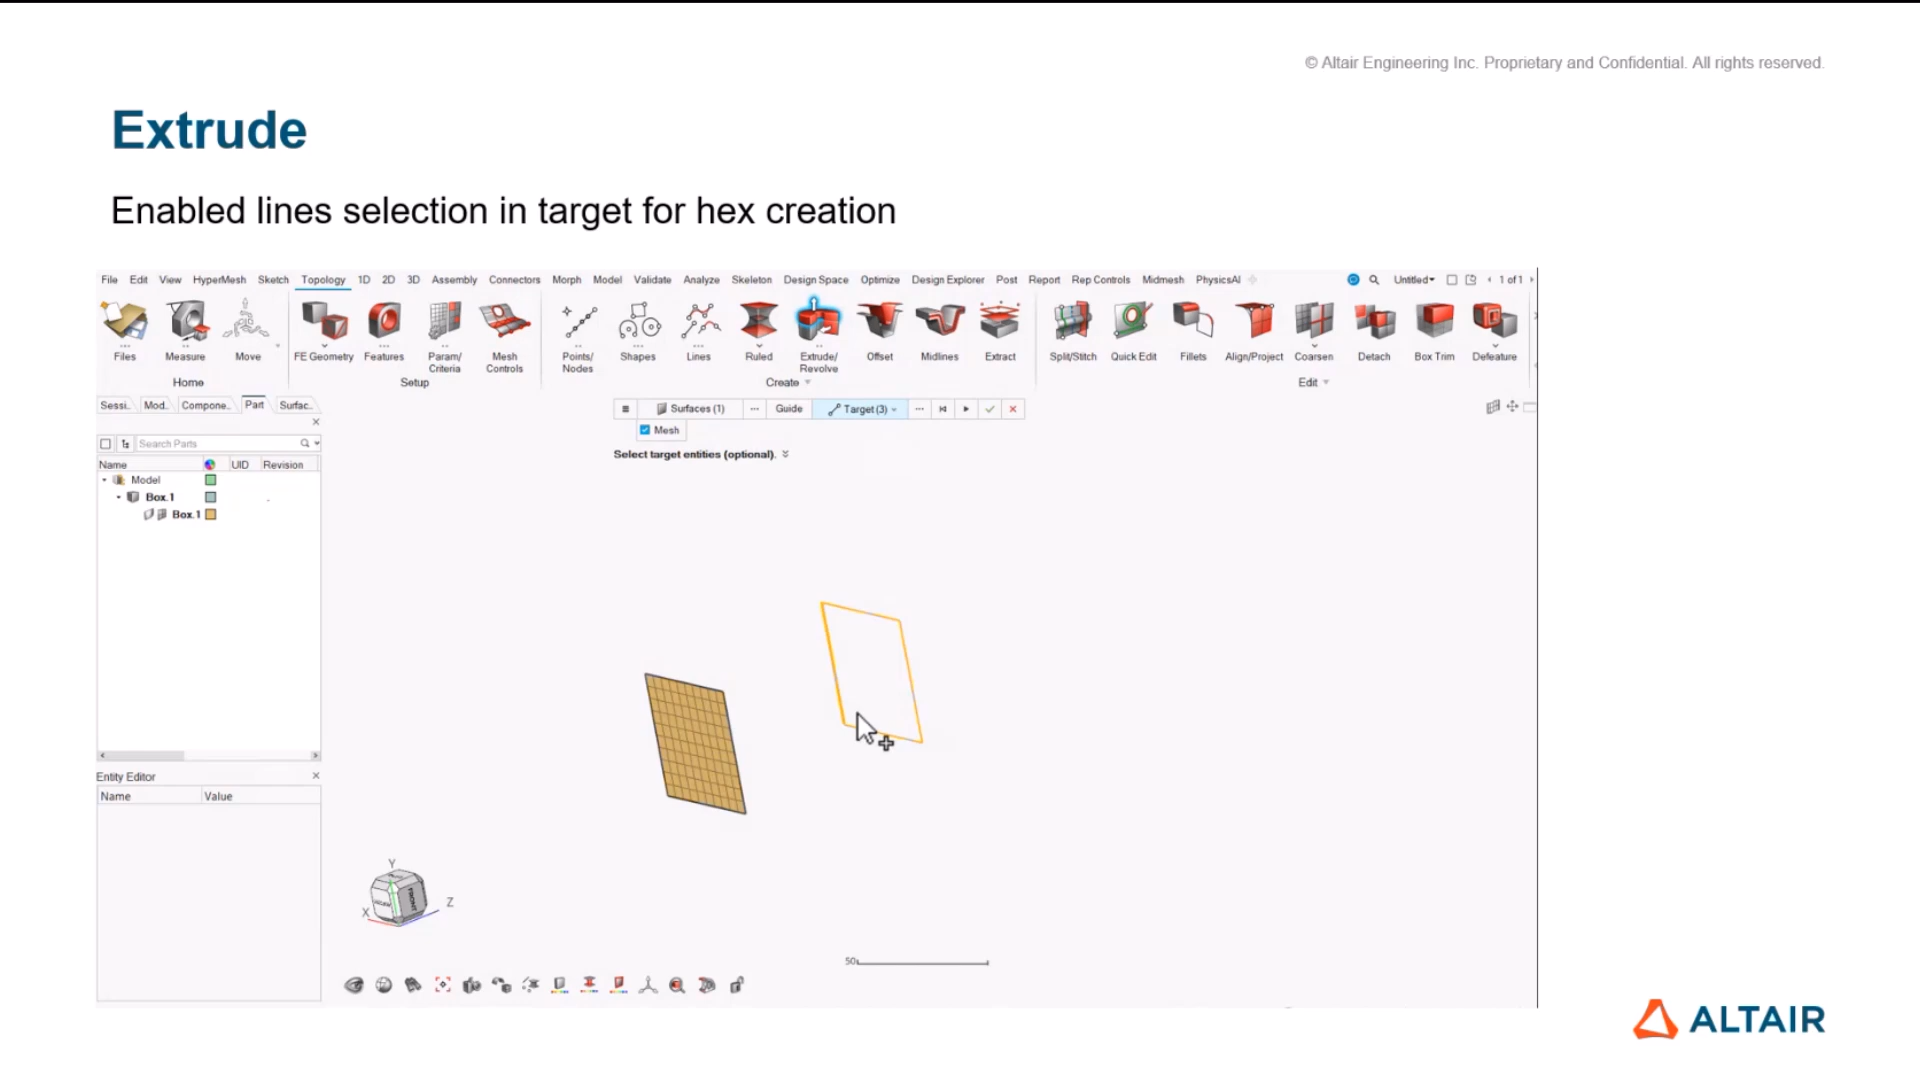 © Altair Engineering Inc. Proprietary and Confidential. All rights reserved.
Extrude
Enabled lines selection in target for hex creation
File Edit View HyperMesh Sketch Topology 1D 2D 3D Assembly Connectors Morph Model Validate Analyze Skeleton Design Space Optimize Design Explorer Post Report Rep Controls Midmesh PhysicsAI Untitled 1 of 1
Files Measure Move FE Geometry Features Param/ Criteria Mesh Controls Points/ Nodes Shapes Lines Ruled Extrude/ Revolve Offset Midlines Extract Split/Stitch Quick Edit Fillets Align/Project Coarsen Detach Box Trim Defeature
Home Setup Create Edit
Sessi.. Mod.. Compone.. Part Surfac..
Surfaces (1) ... Guide Target (3) ...
Mesh
Select target entities (optional).
Search Parts
Name UID Revision
Model
Box.1
Box.1
Entity Editor
Name Value
Y
X
Z
FRONT
50
ALTAIR